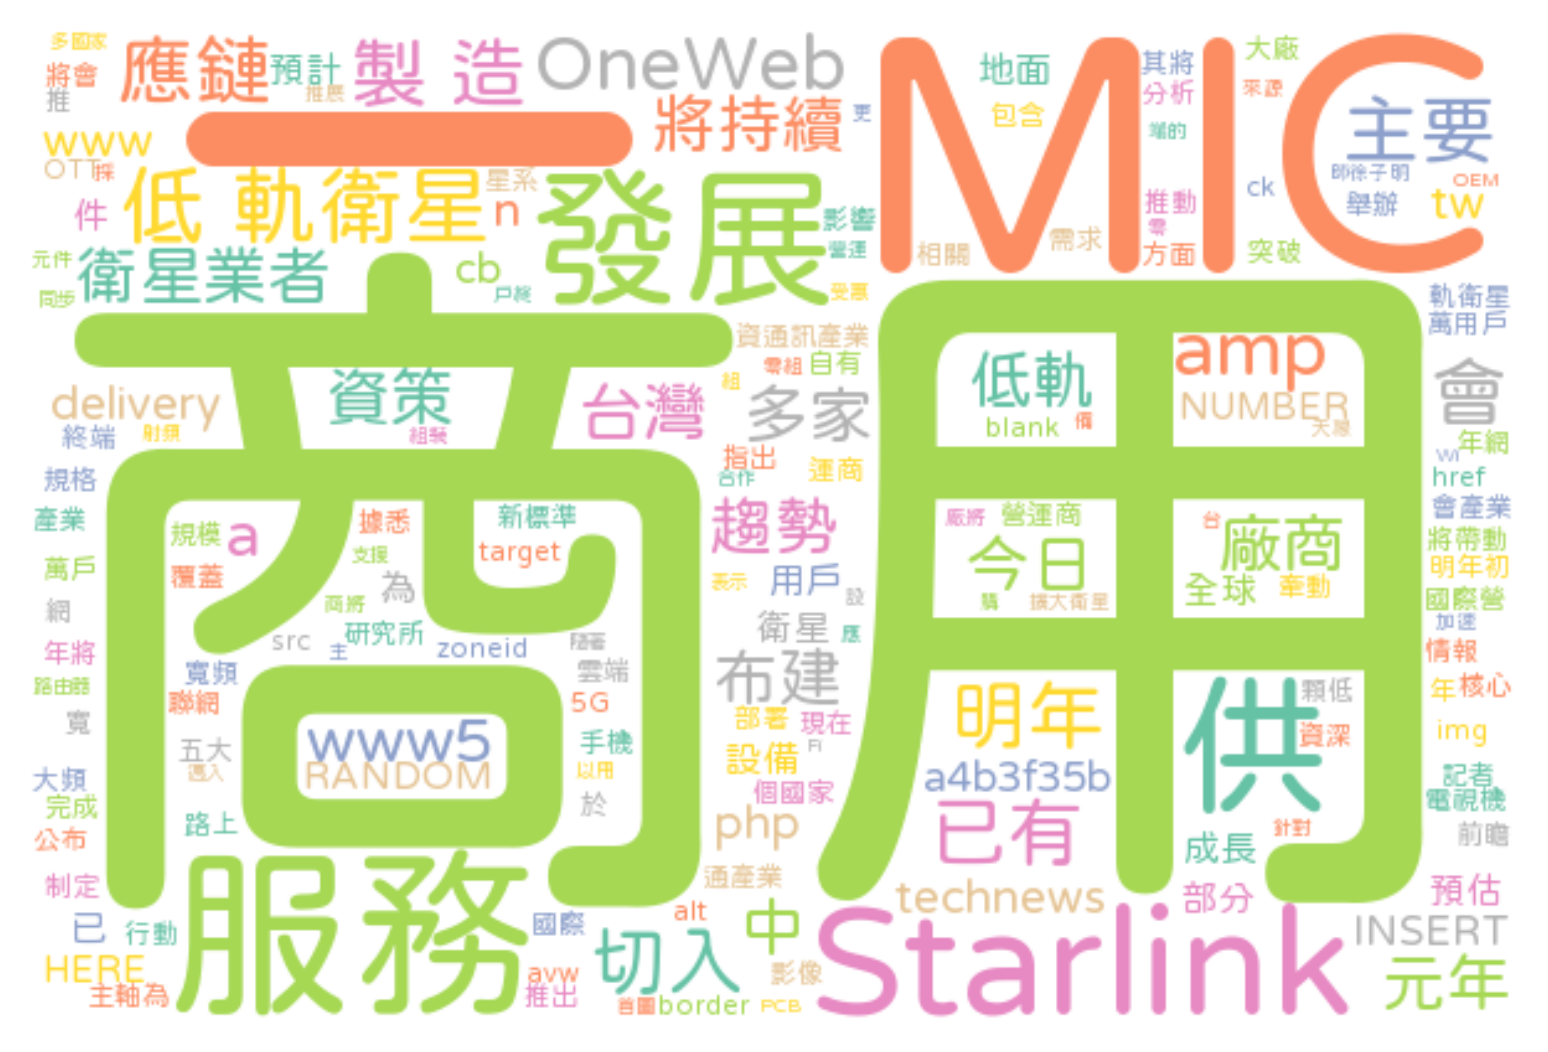 多國家
應鏈
預計
製 造
OneWeb
MIC
地面
其將
大廠
將會
推
推展
一
將持續
更
包含
分析
來源
主要
www
OTT
採
低 軌衛星
星系
n
發展
影響
營運
端的
師徐子明
OEM
ck
舉辦
tw
件
推動
零
方面
相關
需求
突破
元件
同步
衛星業者
cb
戶終
受惠
軌衛星
萬用戶
商用
資通訊產業
零組
自有
組
amp
低軌
NUMBER
天線
blank
備
會
delivery
終端
射頻
資策
組裝
台灣
多家
指出
合作
運商
年網
WI
href
規格
產業
規模
a
據悉
新標準
target
支援
趨勢
廠將
營運商
台
廠商
會產業
將帶動
萬戶
覆蓋
為
表示
用戶
設
今日
購
擴大衛星
全球
牽動
明年初
國際營
網
商將
研究所
src
主
zoneid
隨著
衛星
應
加速
年將
寬頻
雲端
布建
情報
路由器
聯網
5G
部署
現在
明年
供
顆低
年
核心
寬
五大
邁入
www5
RANDOM
手機
以用
Fi
設備
資深
img
大頻
完成
於
個國家
a4b3f35b
記者
電視機
公布
路上
php
已有
成長
針對
前瞻
制定
服務
通產業
technews
部分
預估
已
行動
國際
alt
中
切入
Starlink
INSERT
HERE
主軸為
avw
推出
首圖
border
影像
PCB
元年